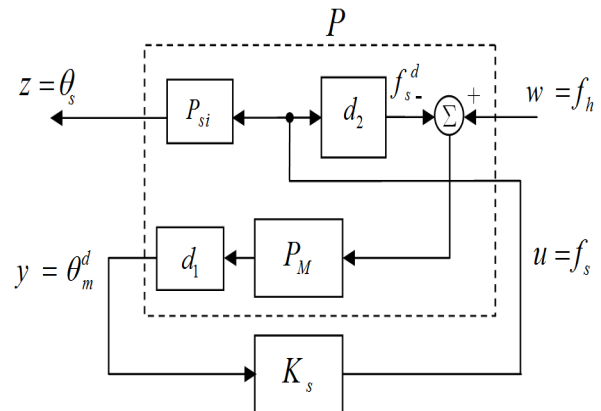 P
z = θ_s
P_si
d_2
f_s^d
-
+
Σ
w = f_h
y = θ_m^d
d_1
P_M
u = f_s
K_s